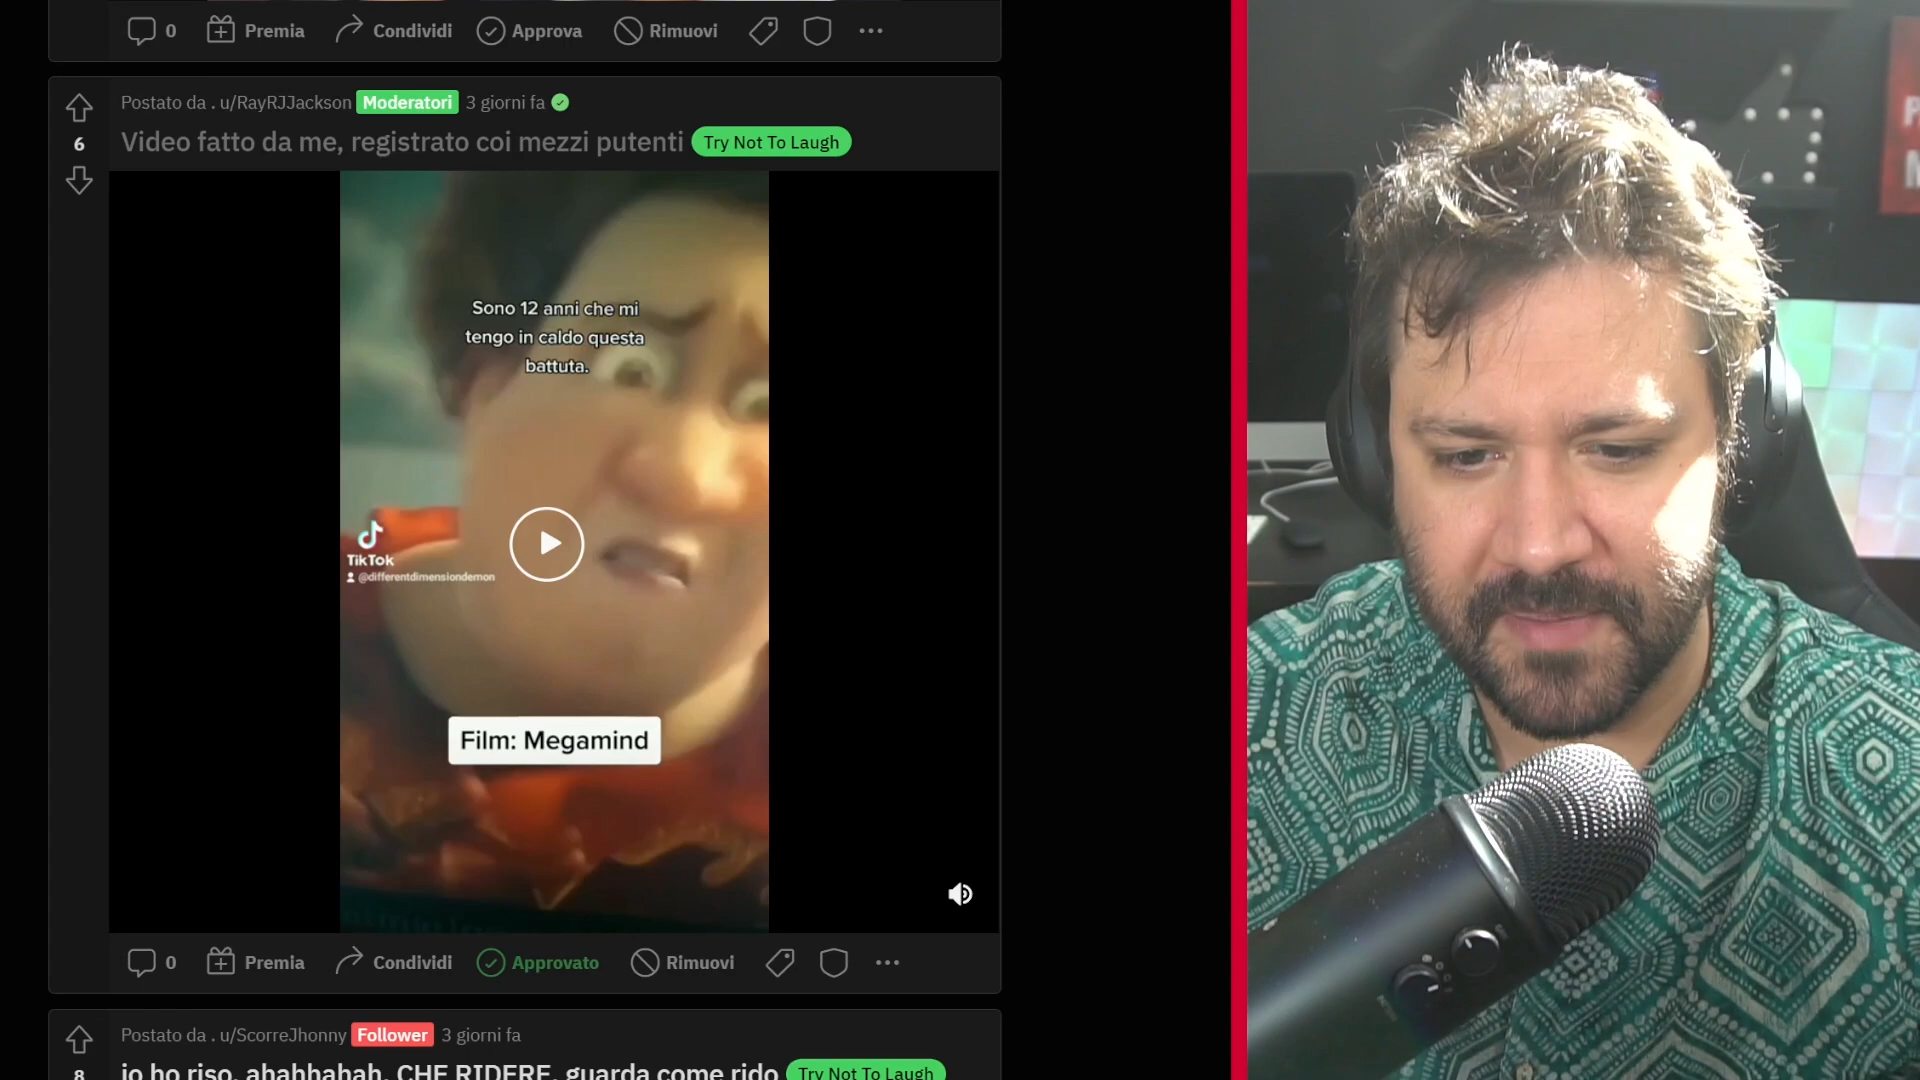 0 Premia Condividi Approva Rimuovi
Postato da . u/RayRJJackson Moderatori 3 giorni fa
6
Video fatto da me, registrato coi mezzi putenti Try Not To Laugh
Sono 12 anni che mi
tengo in caldo questa
battuta.
TikTok
@differentdimensiondemon
Film: Megamind
0 Premia Condividi Approvato Rimuovi
Postato da . u/ScorreJhonny Follower 3 giorni fa
8
io ho riso, ahahhahah, CHE RIDERE, guarda come rido Try Not To Laugh